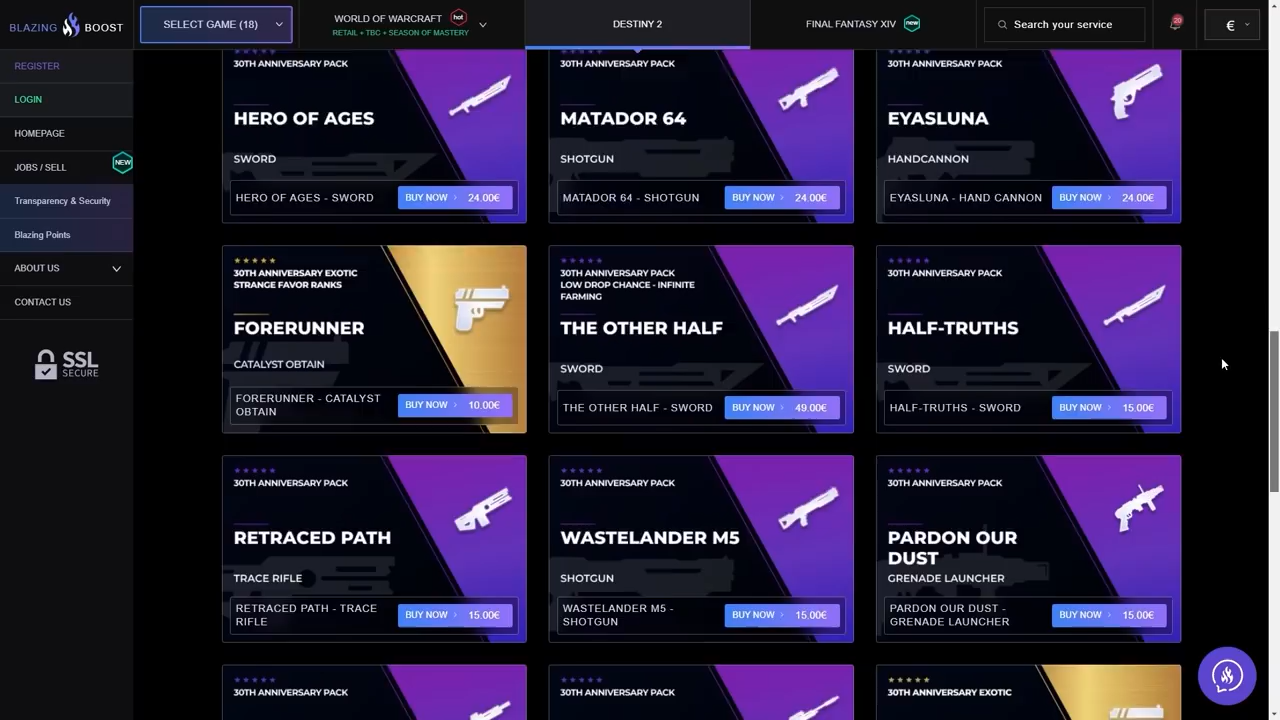 BLAZING BOOST
SELECT GAME (18)
WORLD OF WARCRAFT
hot
RETAIL + TBC + SEASON OF MASTERY
DESTINY 2
FINAL FANTASY XIV
new
Search your service
20
€
REGISTER
LOGIN
HOMEPAGE
JOBS / SELL
NEW
Transparency & Security
Blazing Points
ABOUT US
CONTACT US
SSL
SECURE
30TH ANNIVERSARY PACK
HERO OF AGES
SWORD
HERO OF AGES - SWORD
BUY NOW
24.00€
30TH ANNIVERSARY PACK
MATADOR 64
SHOTGUN
MATADOR 64 - SHOTGUN
BUY NOW
24.00€
30TH ANNIVERSARY PACK
EYASLUNA
HANDCANNON
EYASLUNA - HAND CANNON
BUY NOW
24.00€
30TH ANNIVERSARY EXOTIC
STRANGE FAVOR RANKS
FORERUNNER
CATALYST OBTAIN
FORERUNNER - CATALYST
OBTAIN
BUY NOW
10.00€
30TH ANNIVERSARY PACK
LOW DROP CHANCE - INFINITE
FARMING
THE OTHER HALF
SWORD
THE OTHER HALF - SWORD
BUY NOW
49.00€
30TH ANNIVERSARY PACK
HALF-TRUTHS
SWORD
HALF-TRUTHS - SWORD
BUY NOW
15.00€
30TH ANNIVERSARY PACK
RETRACED PATH
TRACE RIFLE
RETRACED PATH - TRACE
RIFLE
BUY NOW
15.00€
30TH ANNIVERSARY PACK
WASTELANDER M5
SHOTGUN
WASTELANDER M5 -
SHOTGUN
BUY NOW
15.00€
30TH ANNIVERSARY PACK
PARDON OUR
DUST
GRENADE LAUNCHER
PARDON OUR DUST -
GRENADE LAUNCHER
BUY NOW
15.00€
30TH ANNIVERSARY PACK
30TH ANNIVERSARY PACK
30TH ANNIVERSARY EXOTIC